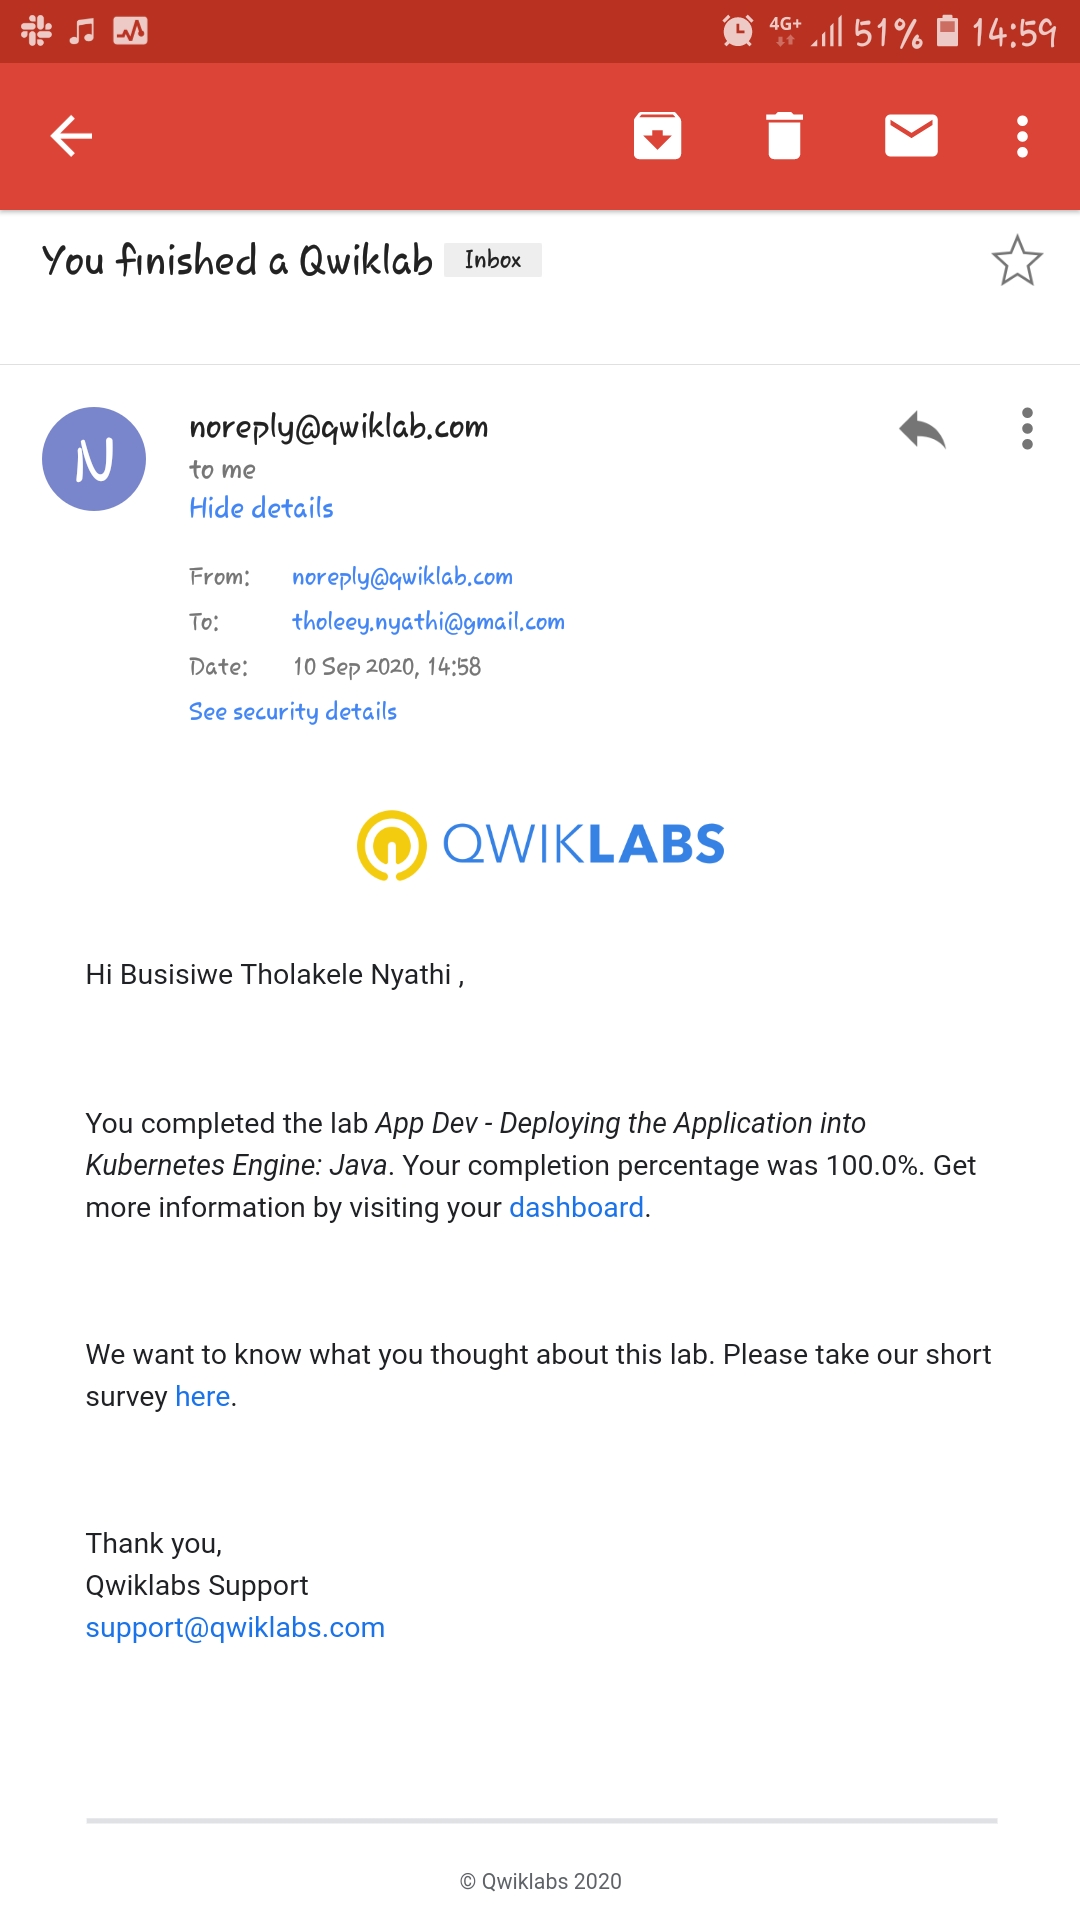 4G+ 51% 14:59
You finished a Qwiklab Inbox
N
noreply@qwiklab.com
to me
Hide details
From: noreply@qwiklab.com
To: tholeey.nyathi@gmail.com
Date: 10 Sep 2020, 14:58
See security details
QWIKLABS
Hi Busisiwe Tholakele Nyathi ,
You completed the lab App Dev - Deploying the Application into
Kubernetes Engine: Java. Your completion percentage was 100.0%. Get
more information by visiting your dashboard.
We want to know what you thought about this lab. Please take our short
survey here.
Thank you,
Qwiklabs Support
support@qwiklabs.com
© Qwiklabs 2020